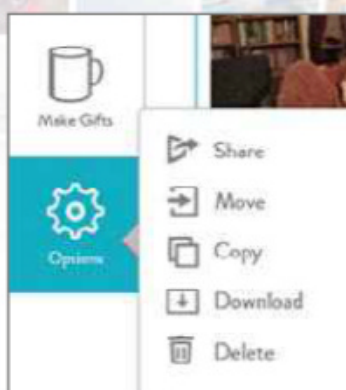 Make Gifts
Options
Share
Move
Copy
Download
Delete